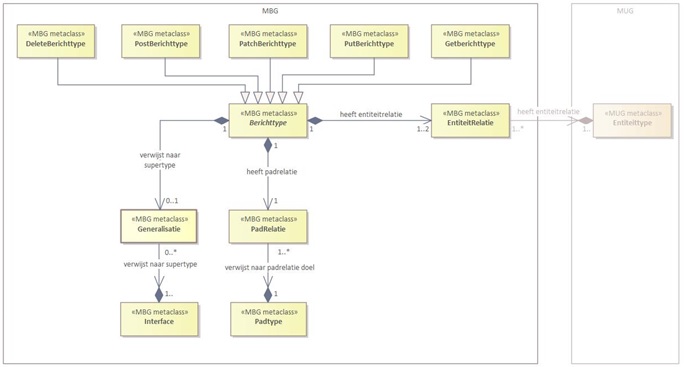 MBG
MUG
«MBG metaclass»
DeleteBerichttype
«MBG metaclass»
PostBerichttype
«MBG metaclass»
PatchBerichttype
«MBG metaclass»
PutBerichttype
«MBG metaclass»
Getberichttype
«MBG metaclass»
Berichttype
heeft entiteitrelatie
«MBG metaclass»
EntiteitRelatie
heeft entiteitrelatie
«MUG metaclass»
Entiteittype
1
1
1..2
1..*
1..
1
verwijst naar
supertype
heeft padrelatie
0..1
1
«MBG metaclass»
Generalisatie
«MBG metaclass»
PadRelatie
0..*
1..*
verwijst naar supertype
verwijst naar padrelatie doel
1..
1
«MBG metaclass»
Interface
«MBG metaclass»
Padtype